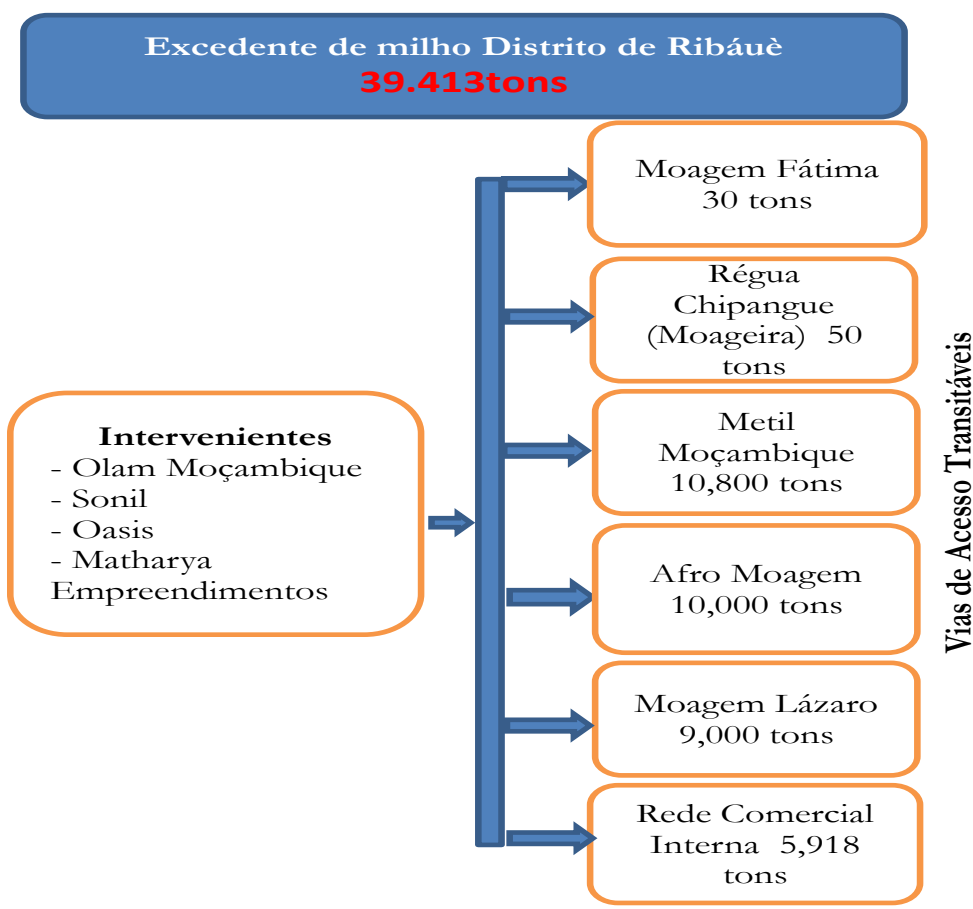 Excedente de milho Distrito de Ribáuè
39.413tons
Intervenientes
- Olam Moçambique
- Sonil
- Oasis
- Matharya
Empreendimentos
Moagem Fátima
30 tons
Régua
Chipangue
(Moageira) 50
tons
Metil
Moçambique
10,800 tons
Afro Moagem
10,000 tons
Moagem Lázaro
9,000 tons
Rede Comercial
Interna 5,918
tons
Vias de Acesso Transitáveis